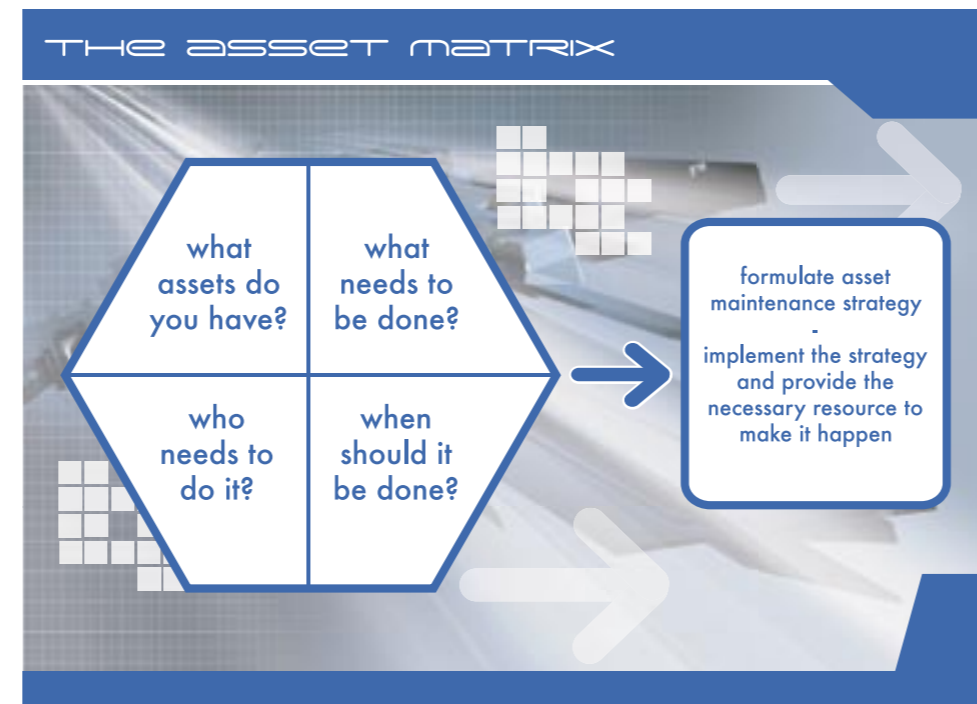 THE ASSET MATRIX
what
assets do
you have?
what
needs to
be done?
who
needs to
do it?
when
should it
be done?
formulate asset
maintenance strategy
-
implement the strategy
and provide the
necessary resource to
make it happen